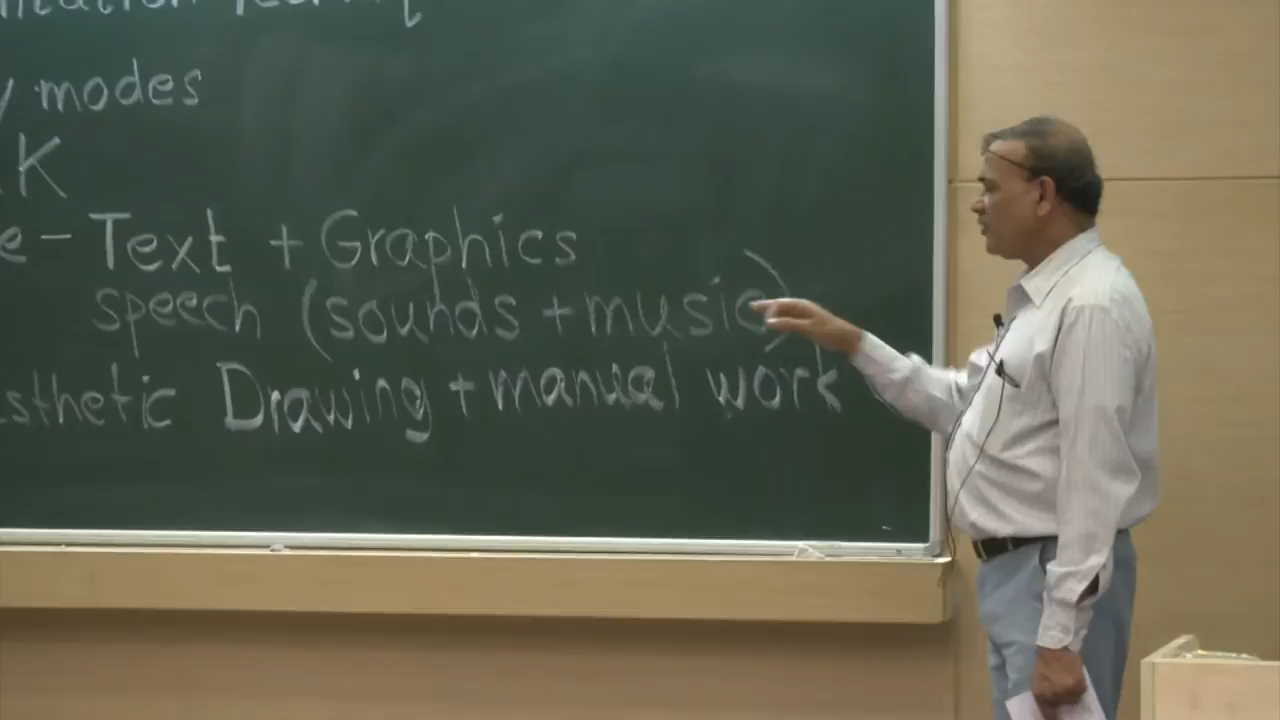 y modes
K
e - Text + Graphics
speech (sounds + music)
sthetic Drawing + manual work